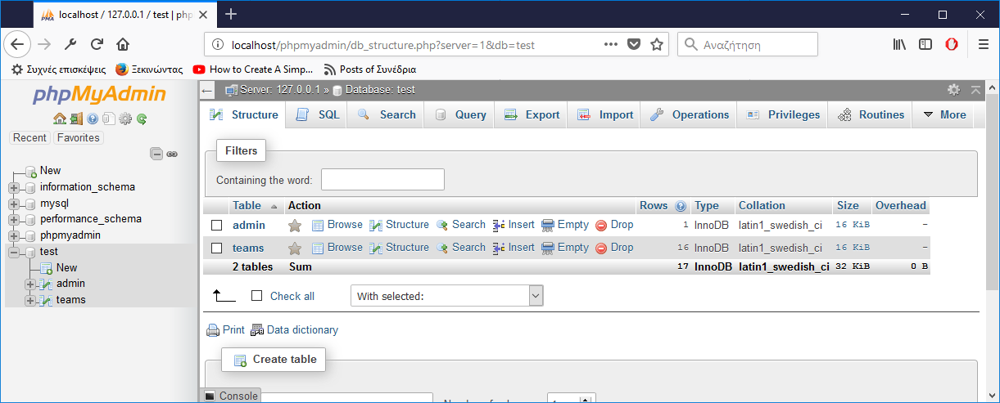 localhost / 127.0.0.1 / test | php
localhost/phpmyadmin/db_structure.php?server=1&db=test
Αναζήτηση
Συχνές επισκέψεις Ξεκινώντας How to Create A Simp... Posts of Συνέδρια
phpMyAdmin
Recent Favorites
New
information_schema
mysql
performance_schema
phpmyadmin
test
New
admin
teams
Server: 127.0.0.1 » Database: test
Structure SQL Search Query Export Import Operations Privileges Routines More
Filters
Containing the word:
Table Action Rows Type Collation Size Overhead
admin Browse Structure Search Insert Empty Drop 1 InnoDB latin1_swedish_ci 16 KiB -
teams Browse Structure Search Insert Empty Drop 16 InnoDB latin1_swedish_ci 16 KiB -
2 tables Sum 17 InnoDB latin1_swedish_ci 32 KiB 0 B
Check all With selected:
Print Data dictionary
Create table
Console